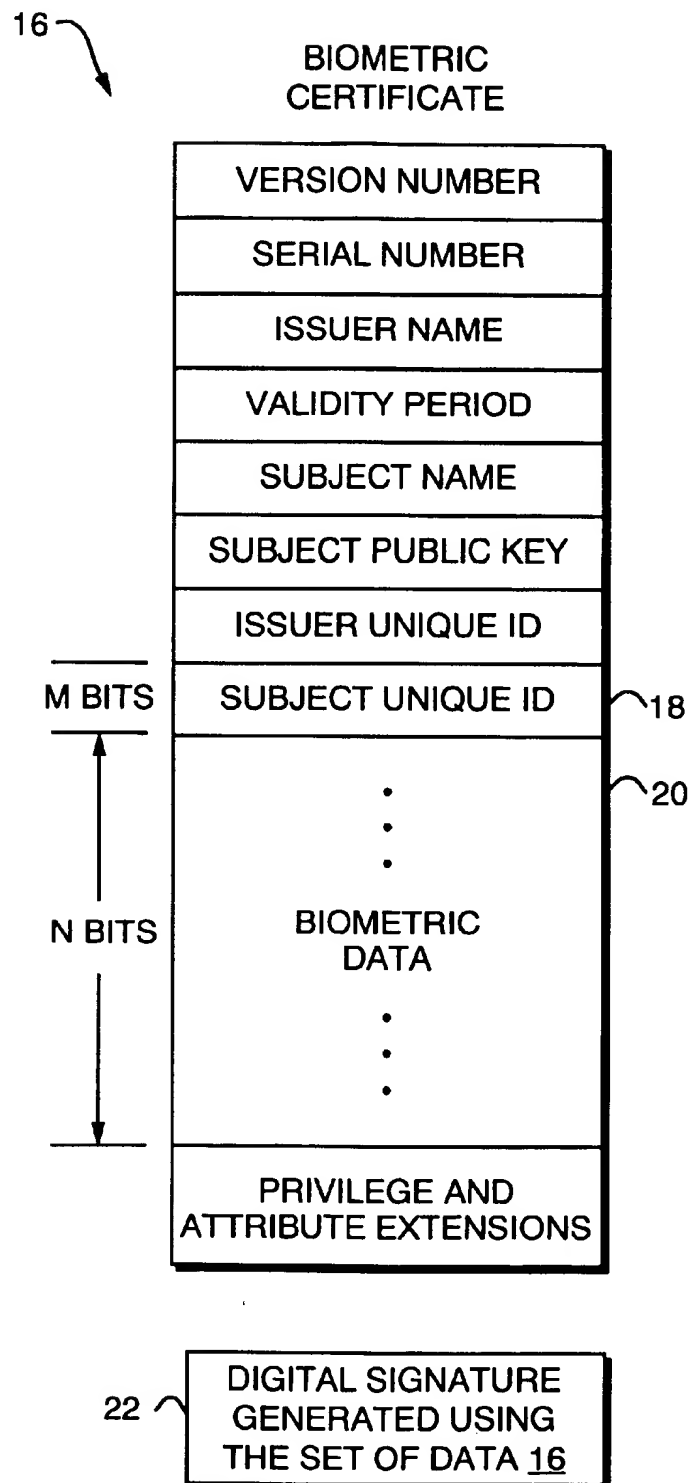 16
BIOMETRIC
CERTIFICATE
VERSION NUMBER
SERIAL NUMBER
ISSUER NAME
VALIDITY PERIOD
SUBJECT NAME
SUBJECT PUBLIC KEY
ISSUER UNIQUE ID
M BITS
SUBJECT UNIQUE ID
18
20
N BITS
BIOMETRIC
DATA
PRIVILEGE AND
ATTRIBUTE EXTENSIONS
22
DIGITAL SIGNATURE
GENERATED USING
THE SET OF DATA 16